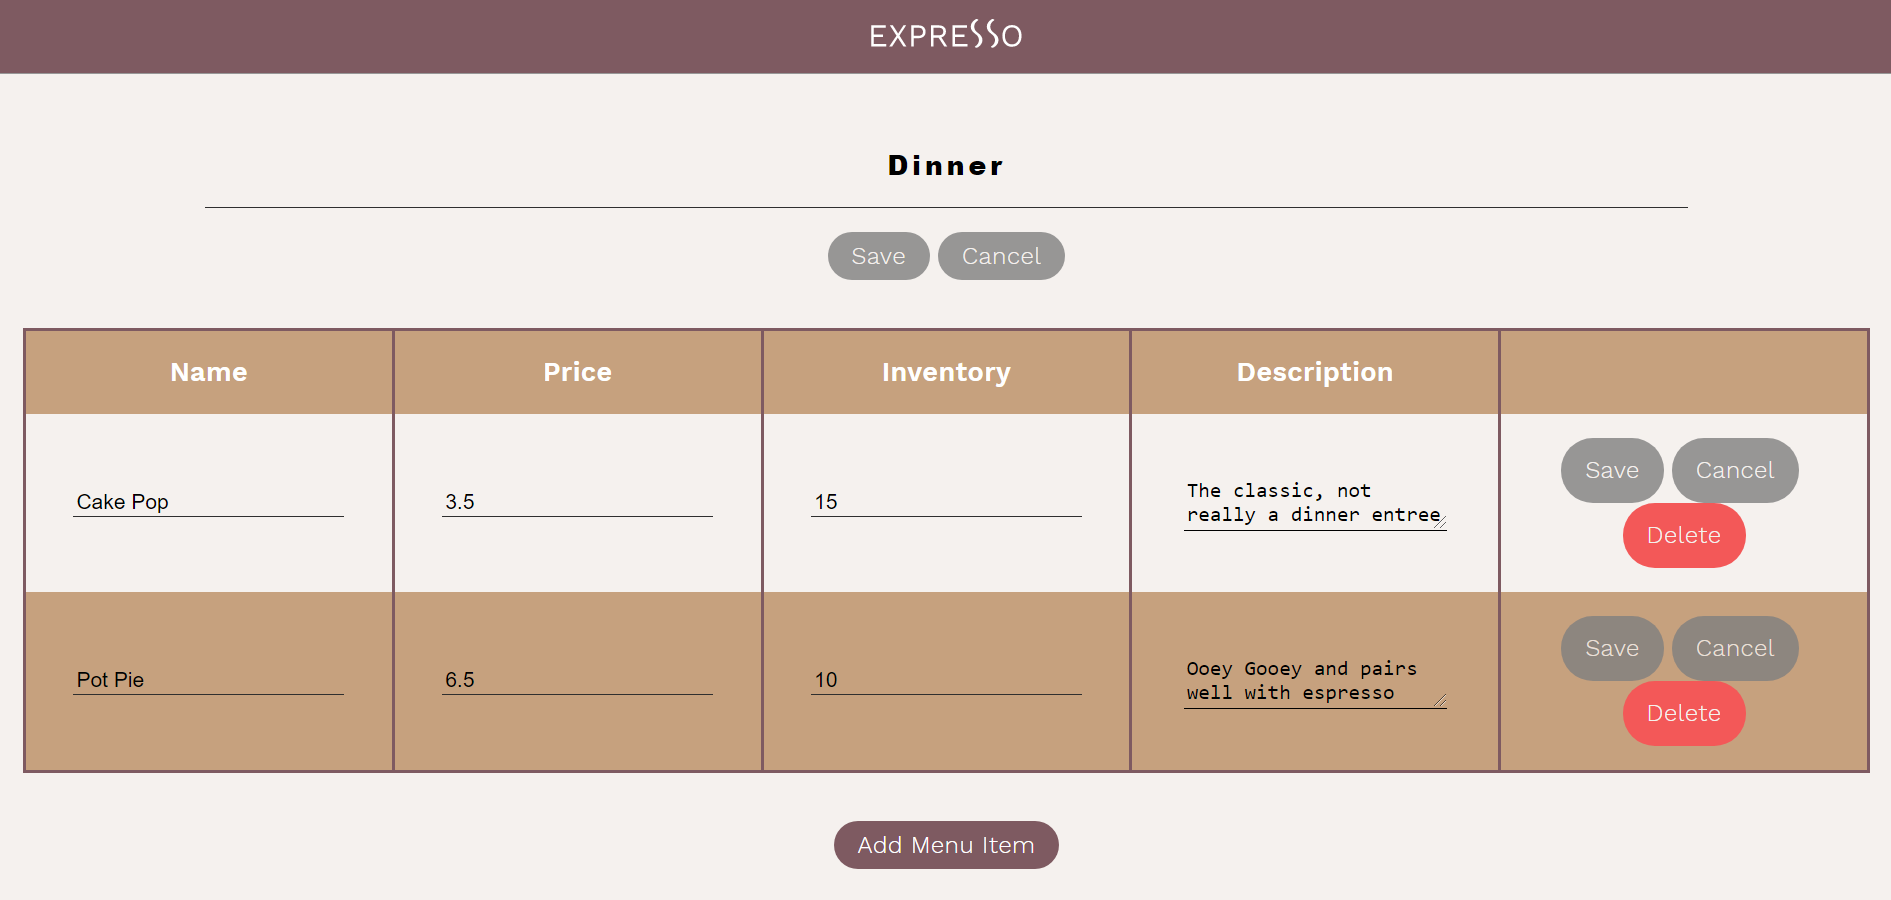 EXPRESSO
Dinner
Save Cancel
Name Price Inventory Description
Cake Pop 3.5 15 The classic, not
really a dinner entree
Save Cancel
Delete
Pot Pie 6.5 10 Ooey Gooey and pairs
well with espresso
Save Cancel
Delete
Add Menu Item